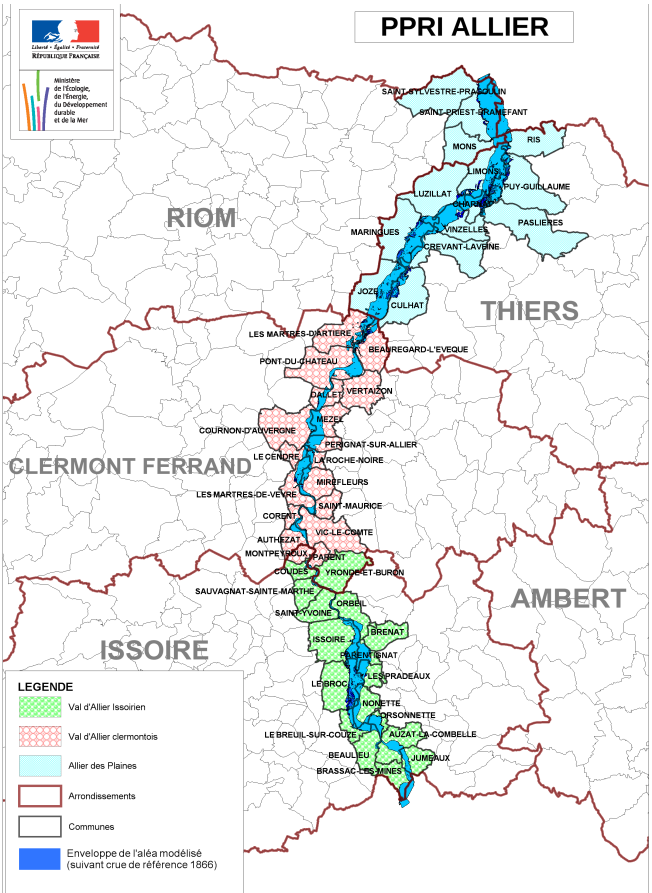 PPRI ALLIER
Liberté • Égalité • Fraternité
RÉPUBLIQUE FRANÇAISE
Ministère
de l'Écologie,
de l'Energie,
du Développement
durable
et de la Mer
SAINT-SYLVESTRE-PRAGOULIN
SAINT-PRIEST-BRAMEFANT
RIS
MONS
LIMONS
PUY-GUILLAUME
LUZILLAT
CHARNAT
PASLIERES
RIOM
MARINGUES
VINZELLES
CREVANT-LAVEINE
JOZE
CULHAT
THIERS
LES MARTRES-D'ARTIERE
BEAUREGARD-L'EVEQUE
PONT-DU-CHATEAU
DALLET
VERTAIZON
MEZEL
COURNON-D'AUVERGNE
PERIGNAT-SUR-ALLIER
LE CENDRE
LA ROCHE-NOIRE
CLERMONT FERRAND
MIREFLEURS
LES MARTRES-DE-VEYRE
SAINT-MAURICE
CORENT
VIC-LE-COMTE
AUTHEZAT
MONTPEYROUX
PARENT
COUDES
YRONDE-ET-BURON
SAUVAGNAT-SAINTE-MARTHE
AMBERT
ORBEIL
SAINT-YVOINE
BRENAT
ISSOIRE
ISSOIRE
PARENTIGNAT
LES PRADEAUX
LE BROC
NONETTE
ORSONNETTE
LE BREUIL-SUR-COUZE
AUZAT-LA-COMBELLE
BEAULIEU
JUMEAUX
BRASSAC-LES-MINES
LEGENDE
Val d'Allier Issoirien
Val d'Allier clermontois
Allier des Plaines
Arrondissements
Communes
Enveloppe de l'aléa modélisé
(suivant crue de référence 1866)